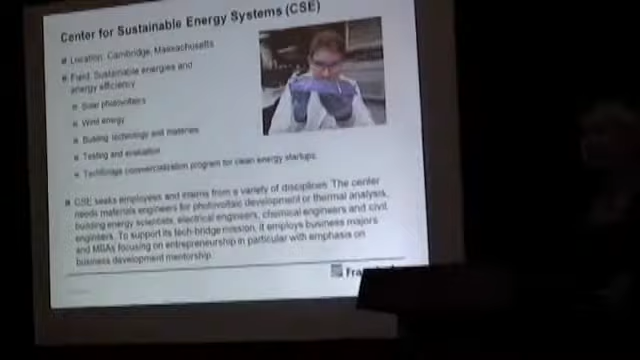 Center for Sustainable Energy Systems (CSE)
Location: Cambridge, Massachusetts
Field: Sustainable energies and
energy efficiency
Solar photovoltaics
Wind energy
Building technology and materials
Testing and evaluation
TechBridge commercialization program for clean energy startups.
CSE seeks employees and interns from a variety of disciplines. The center
needs materials engineers for photovoltaic development or thermal analysis,
building energy scientists, electrical engineers, chemical engineers and civil
engineers. To support its tech-bridge mission, it employs business majors
and MBAs focusing on entrepreneurship in particular with emphasis on
business development mentorship.